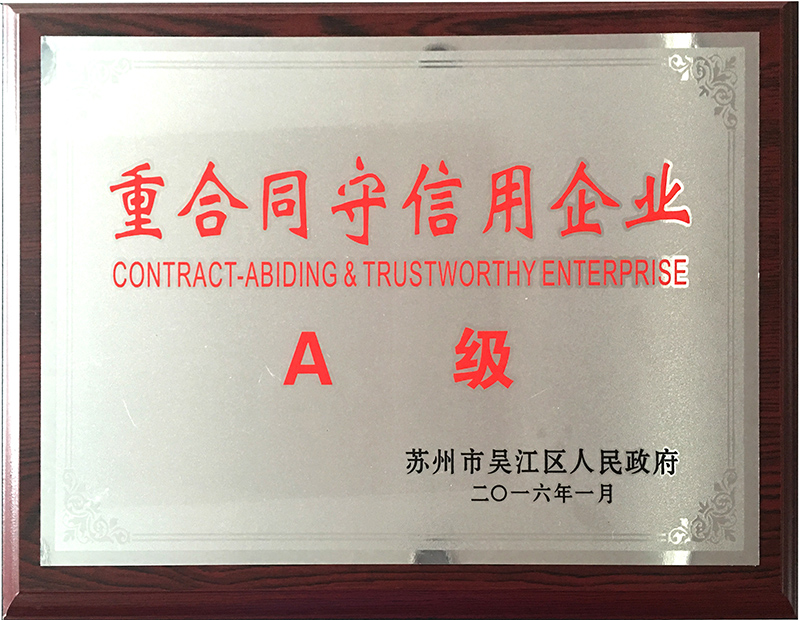 重合同守信用企业
CONTRACT-ABIDING & TRUSTWORTHY ENTERPRISE
A 级
苏州市吴江区人民政府
二〇一六年一月